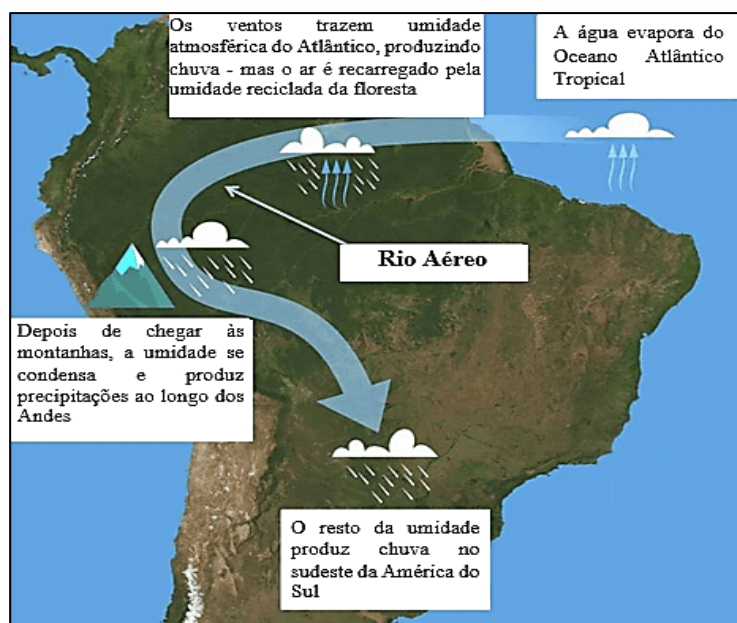 Os ventos trazem umidade
atmosférica do Atlântico, produzindo
chuva - mas o ar é recarregado pela
umidade reciclada da floresta
A água evapora do
Oceano Atlântico
Tropical
Rio Aéreo
Depois de chegar às
montanhas, a umidade se
condensa e produz
precipitações ao longo dos
Andes
O resto da umidade
produz chuva no
sudeste da América do
Sul